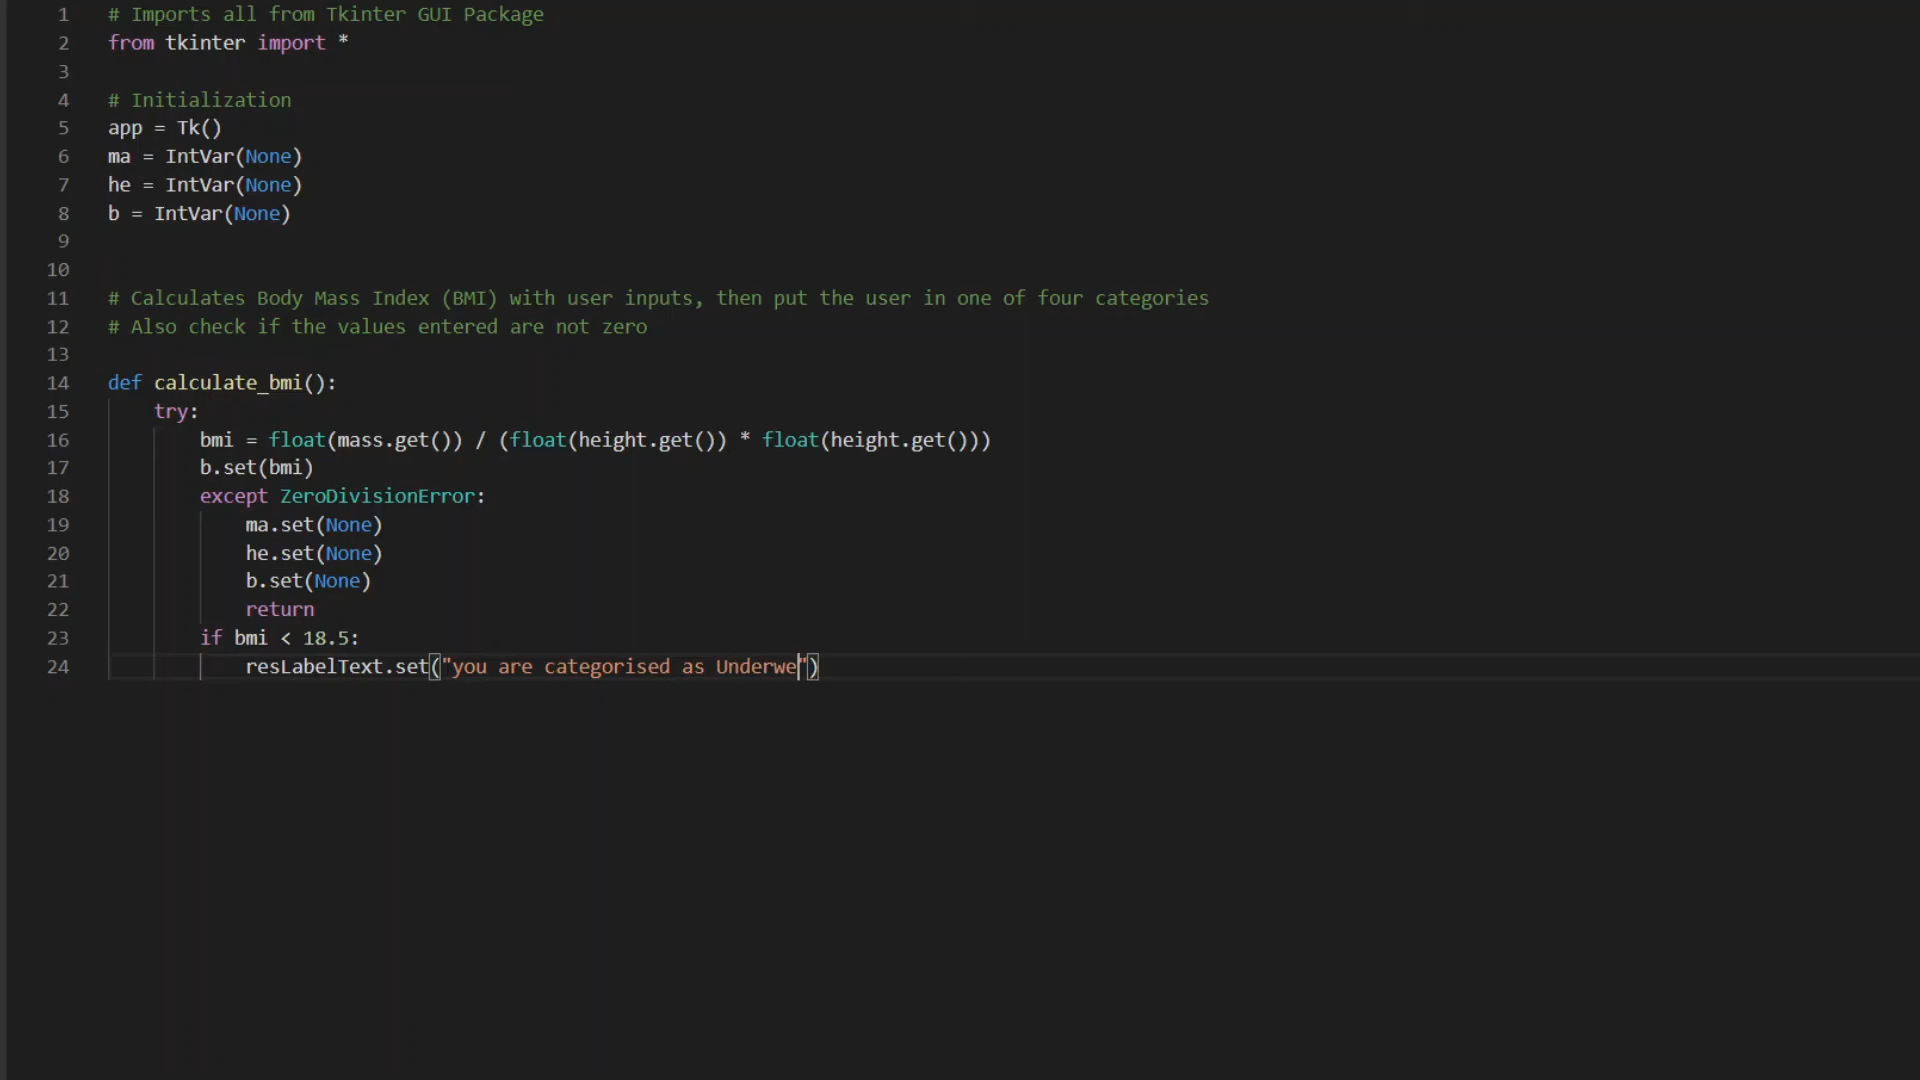 1 # Imports all from Tkinter GUI Package
2 from tkinter import *
3
4 # Initialization
5 app = Tk()
6 ma = IntVar(None)
7 he = IntVar(None)
8 b = IntVar(None)
9
10
11 # Calculates Body Mass Index (BMI) with user inputs, then put the user in one of four categories
12 # Also check if the values entered are not zero
13
14 def calculate_bmi():
15     try:
16         bmi = float(mass.get()) / (float(height.get()) * float(height.get()))
17         b.set(bmi)
18         except ZeroDivisionError:
19             ma.set(None)
20             he.set(None)
21             b.set(None)
22             return
23         if bmi < 18.5:
24             resLabelText.set("you are categorised as Underwe")